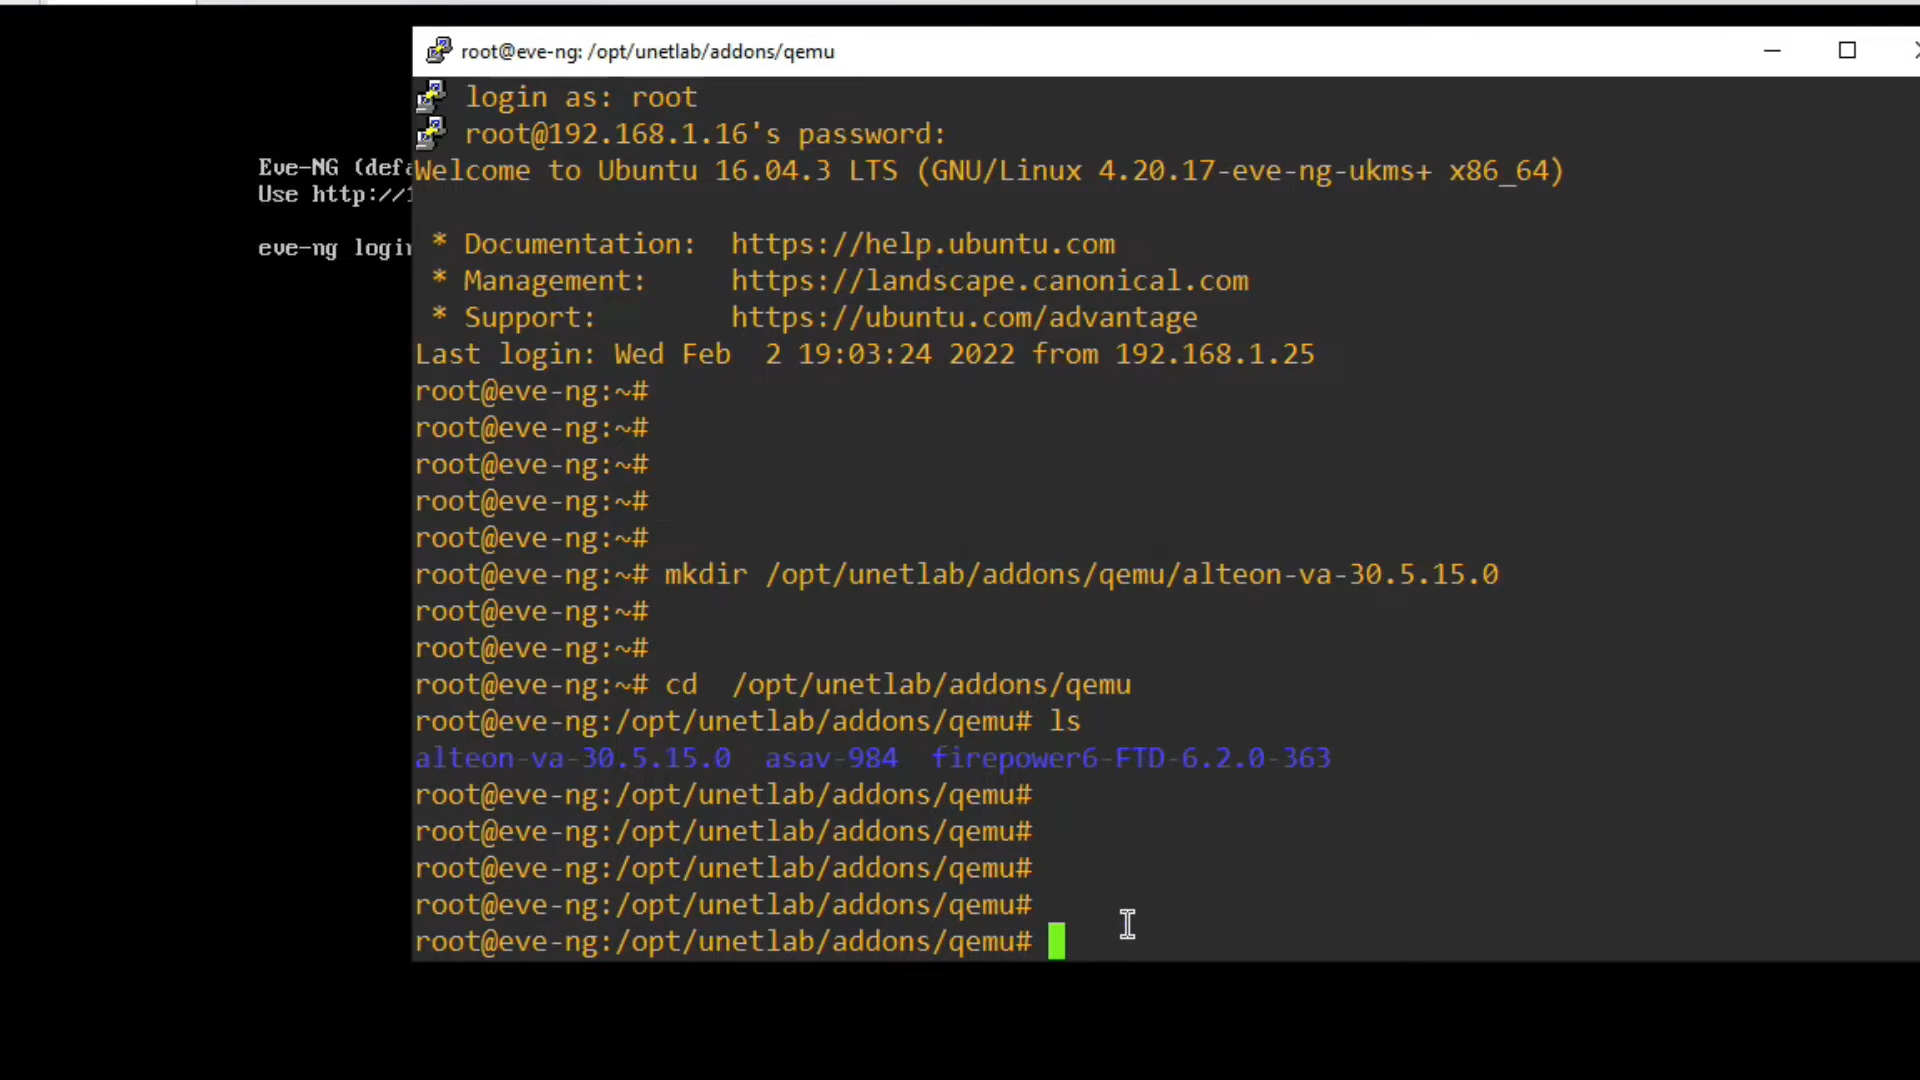 root@eve-ng: /opt/unetlab/addons/qemu
login as: root
root@192.168.1.16's password:
Welcome to Ubuntu 16.04.3 LTS (GNU/Linux 4.20.17-eve-ng-ukms+ x86_64)
* Documentation:  https://help.ubuntu.com
* Management:     https://landscape.canonical.com
* Support:        https://ubuntu.com/advantage
Last login: Wed Feb  2 19:03:24 2022 from 192.168.1.25
root@eve-ng:~#
root@eve-ng:~#
root@eve-ng:~#
root@eve-ng:~#
root@eve-ng:~#
root@eve-ng:~# mkdir /opt/unetlab/addons/qemu/alteon-va-30.5.15.0
root@eve-ng:~#
root@eve-ng:~#
root@eve-ng:~# cd  /opt/unetlab/addons/qemu
root@eve-ng:/opt/unetlab/addons/qemu# ls
alteon-va-30.5.15.0  asav-984  firepower6-FTD-6.2.0-363
root@eve-ng:/opt/unetlab/addons/qemu#
root@eve-ng:/opt/unetlab/addons/qemu#
root@eve-ng:/opt/unetlab/addons/qemu#
root@eve-ng:/opt/unetlab/addons/qemu#
root@eve-ng:/opt/unetlab/addons/qemu#
Eve-NG (defa
Use http://
eve-ng login